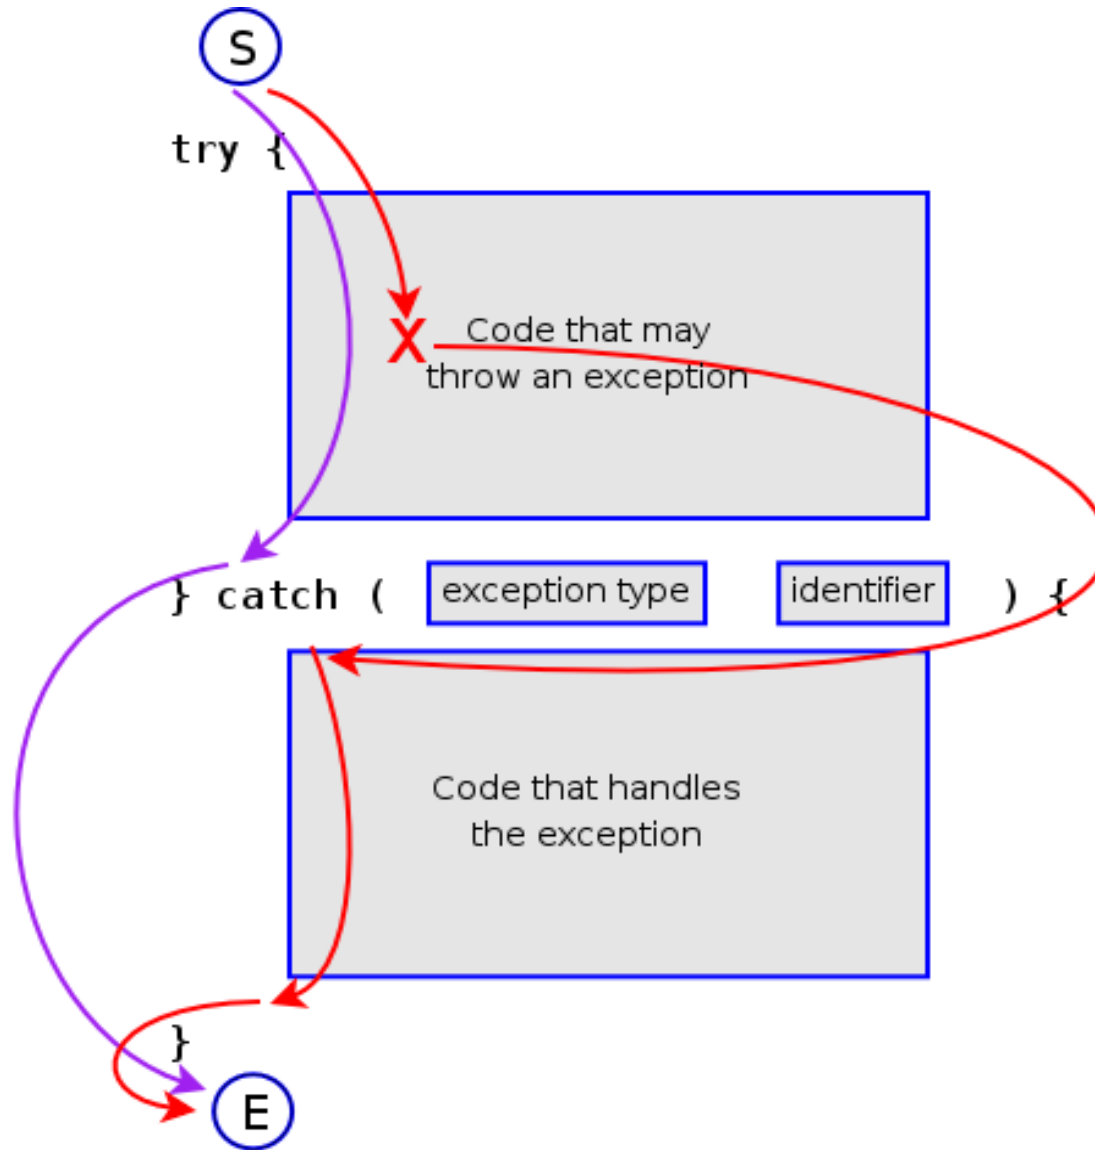 S
try {
X
Code that may
throw an exception
} catch ( exception type identifier ) {
Code that handles
the exception
}
E